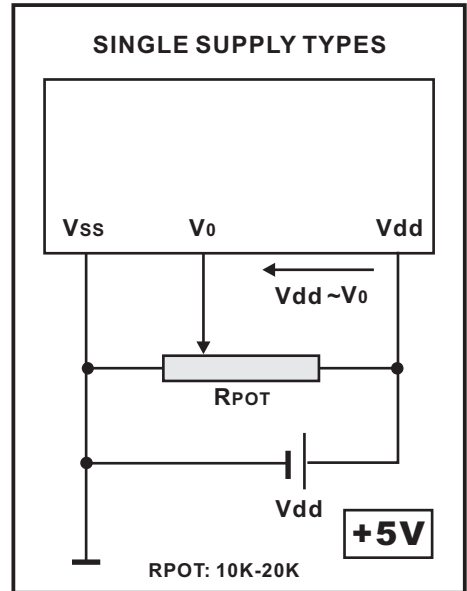 SINGLE SUPPLY TYPES
Vss V0 Vdd
Vdd ~V0
RPOT
Vdd
+5V
RPOT: 10K-20K